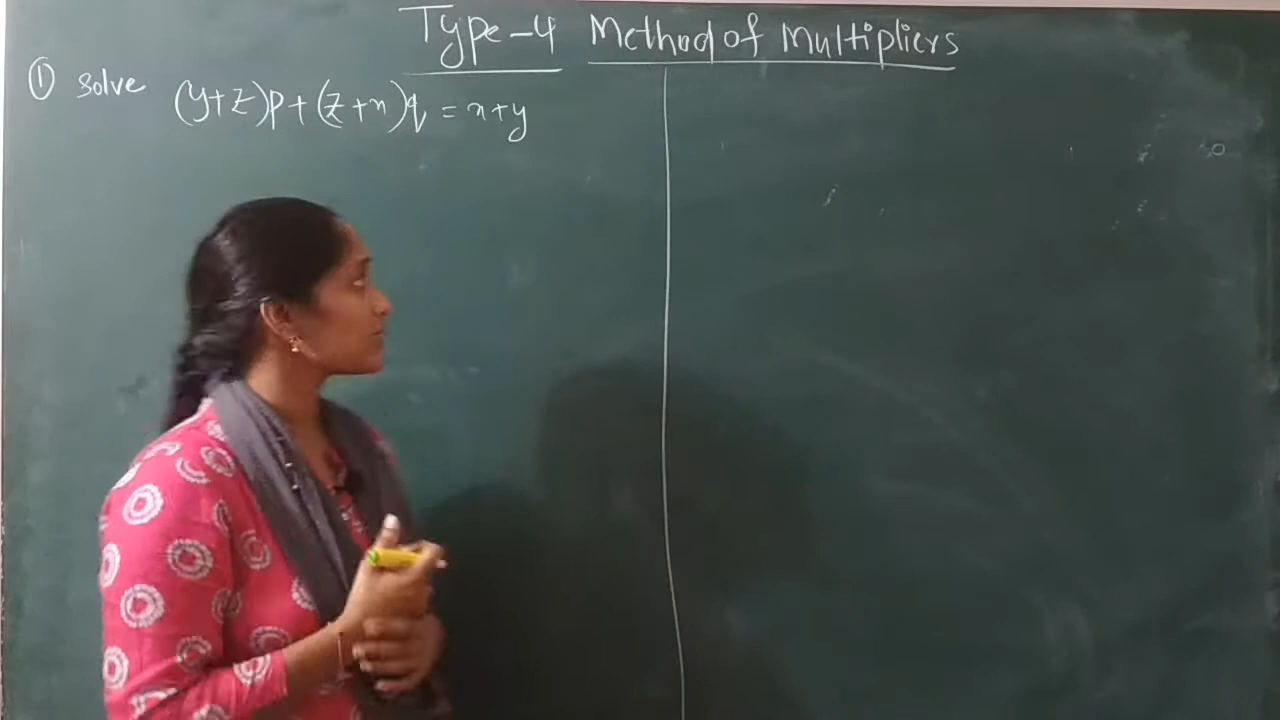 Type-4 Method of Multipliers
① Solve (y+z)p+(z+x)q = x+y